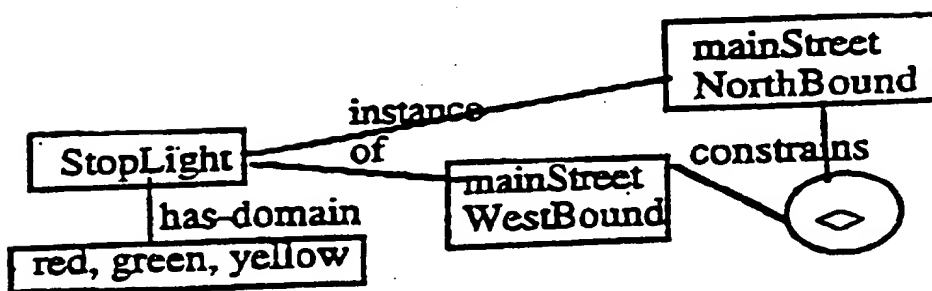 mainStreet
NorthBound
instance
of
StopLight
constrains
mainStreet
WestBound
<>
has-domain
red, green, yellow